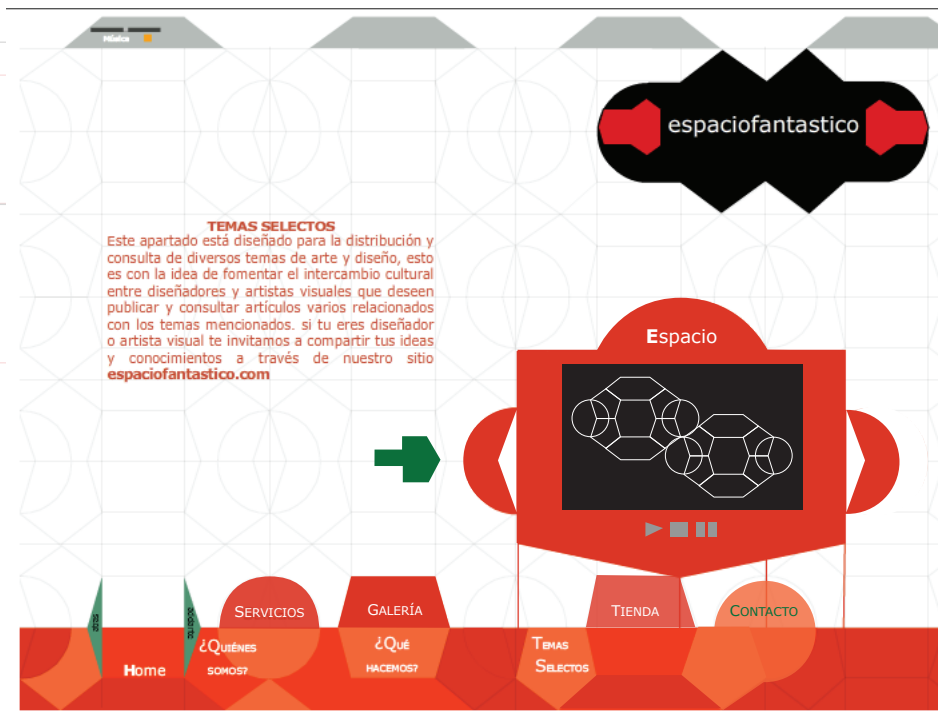 Música
espaciofantastico
TEMAS SELECTOS
Este apartado está diseñado para la distribución y
consulta de diversos temas de arte y diseño, esto
es con la idea de fomentar el intercambio cultural
entre diseñadores y artistas visuales que deseen
publicar y consultar artículos varios relacionados
con los temas mencionados. si tu eres diseñador
o artista visual te invitamos a compartir tus ideas
y conocimientos a través de nuestro sitio
espaciofantastico.com
Espacio
SERVICIOS
GALERÍA
TIENDA
CONTACTO
Home
¿QUIÉNES
SOMOS?
¿QUÉ
HACEMOS?
TEMAS
SELECTOS